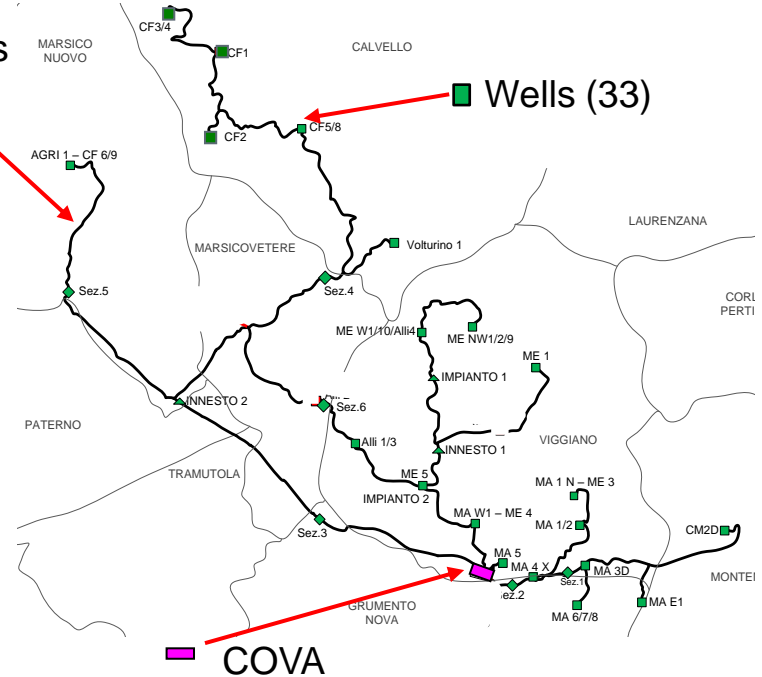 CF3/4
MARSICO
NUOVO
s
CF1
CALVELLO
Wells (33)
CF5/8
CF2
AGRI 1 – CF 6/9
LAURENZANA
MARSICOVETERE
Volturino 1
Sez.5
Sez.4
CORL
PERTI
ME W1/10/Alli4
ME NW1/2/9
ME 1
IMPIANTO 1
INNESTO 2
Sez.6
PATERNO
Alli 1/3
INNESTO 1
VIGGIANO
TRAMUTOLA
ME 5
IMPIANTO 2
MA 1 N – ME 3
MA W1 – ME 4
MA 1/2
CM2D
Sez.3
MA 5
MA 4 X
Sez.1
MA 3D
MONTE
ez.2
GRUMENTO
NOVA
MA 6/7/8
MA E1
COVA